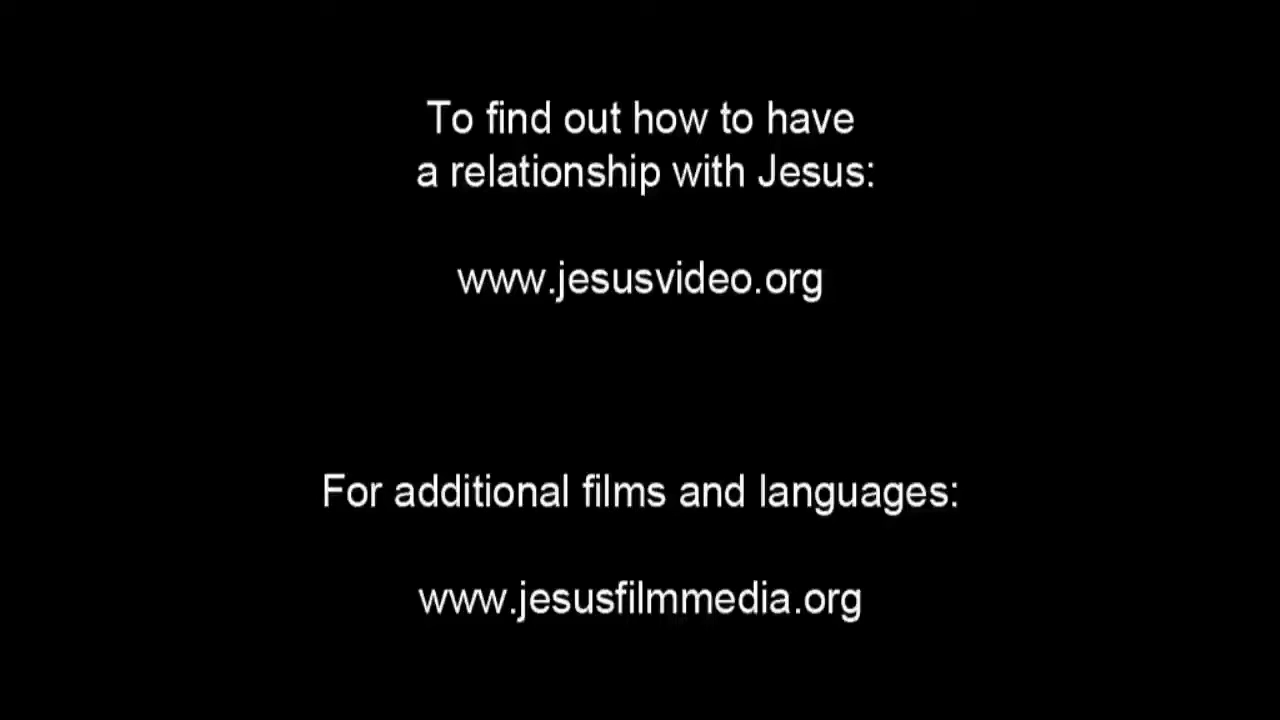 To find out how to have
a relationship with Jesus:
www.jesusvideo.org
For additional films and languages:
www.jesusfilmmedia.org